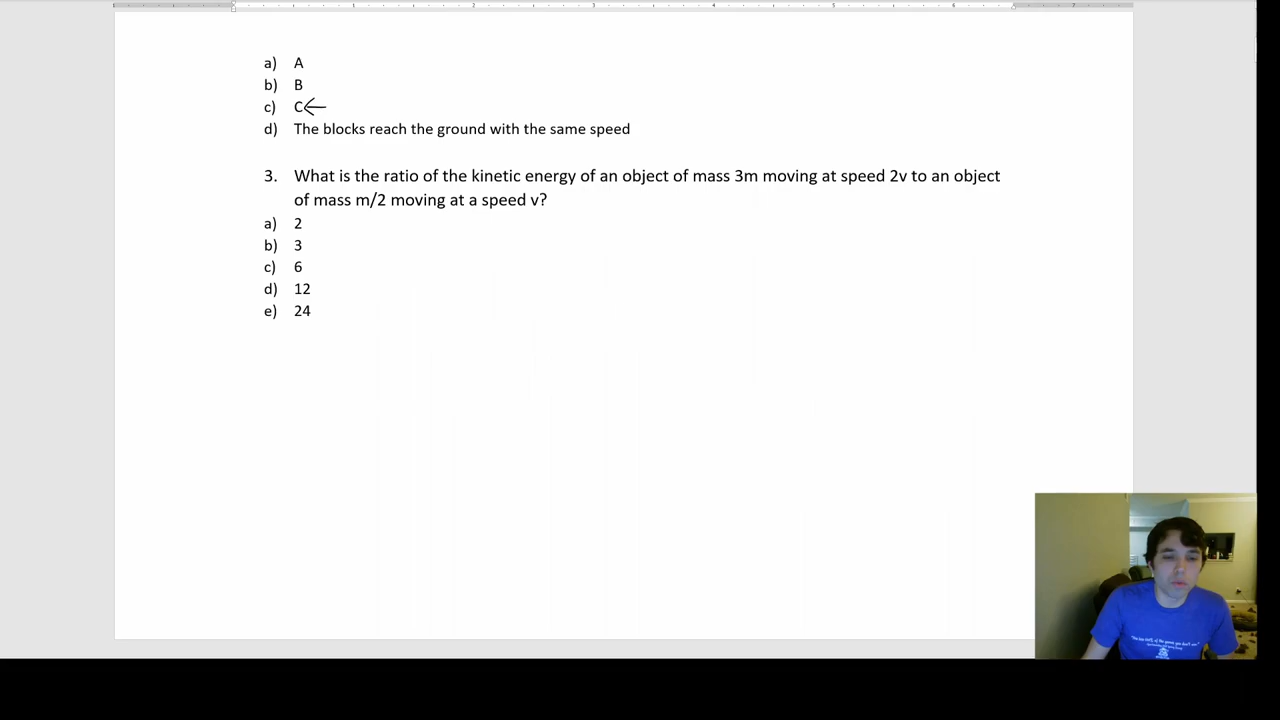 a) A
b) B
c) C
d) The blocks reach the ground with the same speed
3. What is the ratio of the kinetic energy of an object of mass 3m moving at speed 2v to an object
of mass m/2 moving at a speed v?
a) 2
b) 3
c) 6
d) 12
e) 24